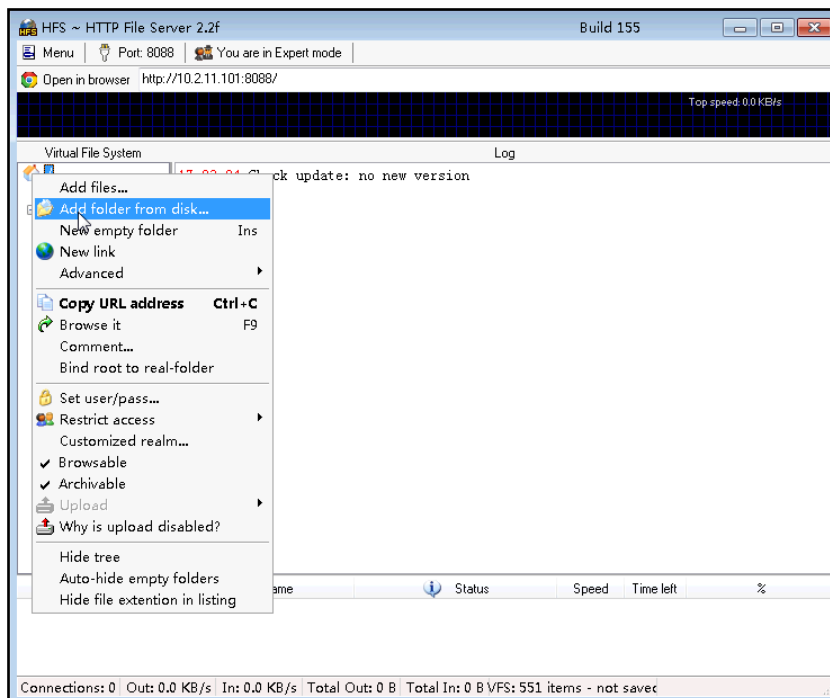 HFS ~ HTTP File Server 2.2f Build 155
Menu Port: 8088 You are in Expert mode
Open in browser http://10.2.11.101:8088/
Top speed: 0.0 KB/s
Virtual File System Log
Check update: no new version
Add files...
Add folder from disk...
New empty folder Ins
New link
Advanced
Copy URL address Ctrl+C
Browse it F9
Comment...
Bind root to real-folder
Set user/pass...
Restrict access
Customized realm...
Browsable
Archivable
Upload
Why is upload disabled?
Hide tree
Auto-hide empty folders
Hide file extention in listing
Status Speed Time left %
Connections: 0 Out: 0.0 KB/s In: 0.0 KB/s Total Out: 0 B Total In: 0 B VFS: 551 items - not saved